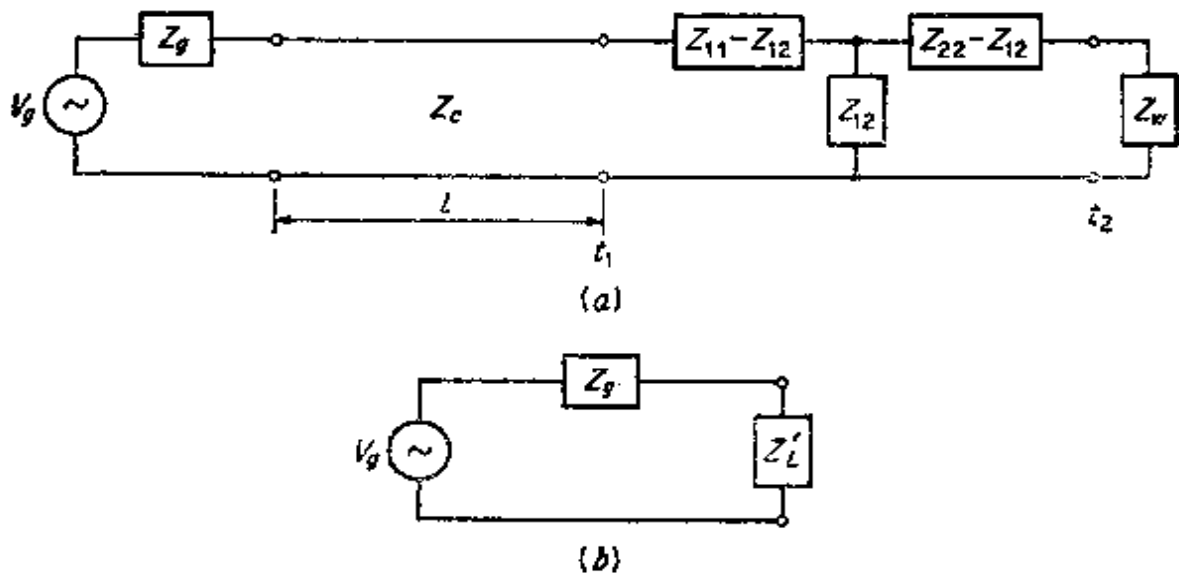 Z_g
Z_11-Z_12
Z_22-Z_12
V_g
Z_c
Z_12
Z_w
l
t_1
t_2
(a)
Z_g
V_g
Z'_L
(b)